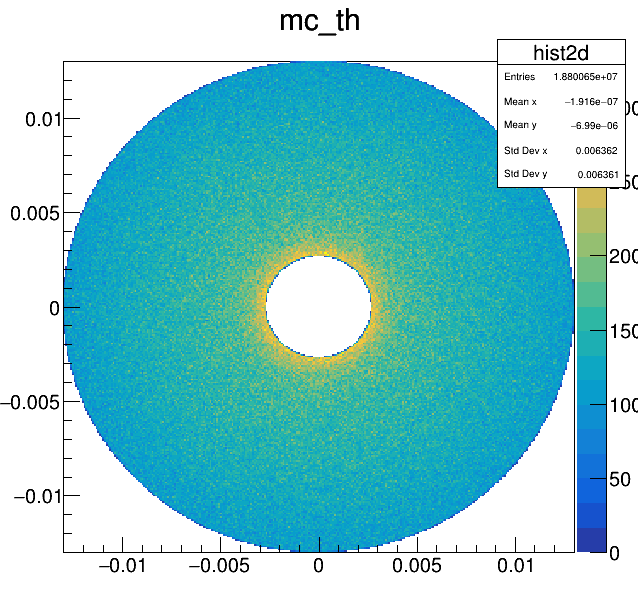 mc_th
hist2d
Entries 1.880065e+07
Mean x −1.916e−07
Mean y −6.99e−06
Std Dev x 0.006362
Std Dev y 0.006361
0.01
0.005
0
−0.005
−0.01
−0.01 −0.005 0 0.005 0.01
200
150
100
50
0